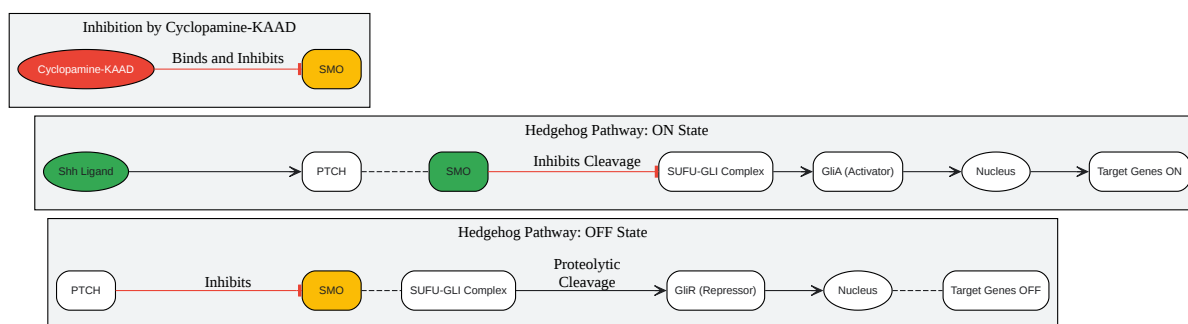 Inhibition by Cyclopamine-KAAD
Cyclopamine-KAAD
Binds and Inhibits
SMO
Hedgehog Pathway: ON State
Shh Ligand
PTCH
SMO
Inhibits Cleavage
SUFU-GLI Complex
GliA (Activator)
Nucleus
Target Genes ON
Hedgehog Pathway: OFF State
PTCH
Inhibits
SMO
SUFU-GLI Complex
Proteolytic
Cleavage
GliR (Repressor)
Nucleus
Target Genes OFF